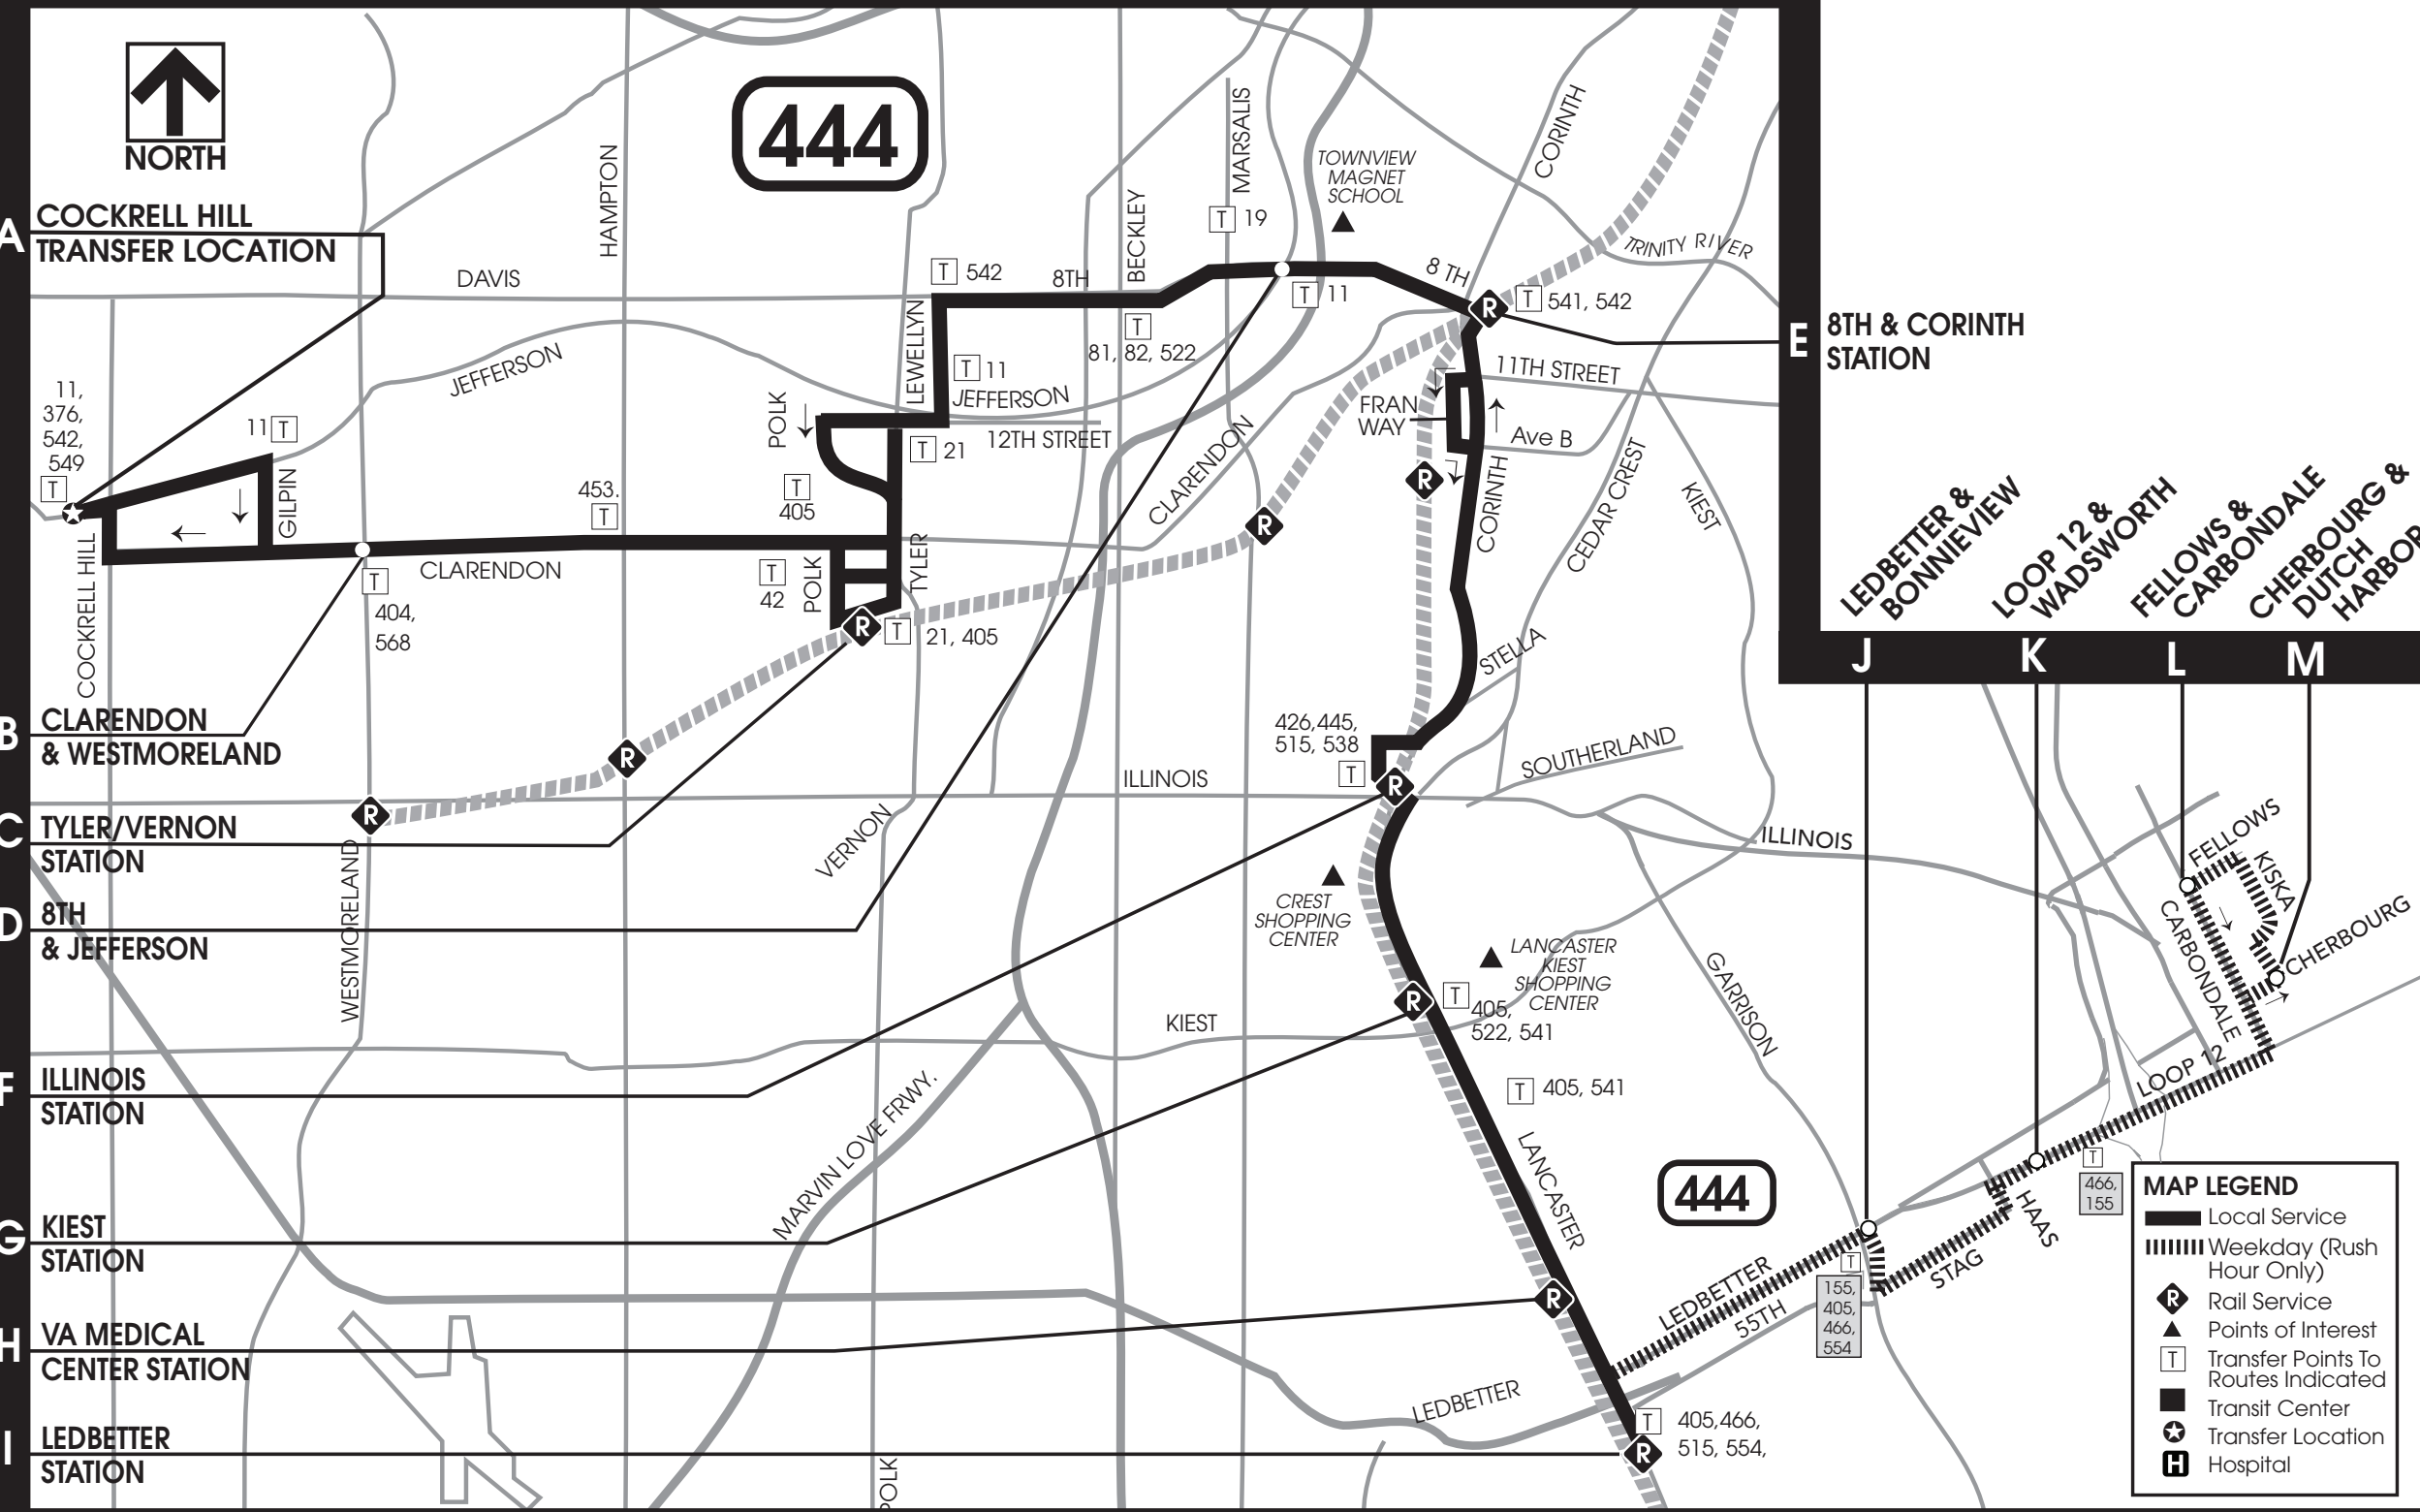 NORTH
444
A
COCKRELL HILL
TRANSFER LOCATION
DAVIS
HAMPTON
JEFFERSON
11,
376,
542,
549
T
11 T
GILPIN
COCKRELL HILL
453.
T
CLARENDON
T
404,
568
POLK
T
405
T
42
POLK
TYLER
R
T
21, 405
T 542
8TH
BECKLEY
MARSALIS
T 19
TOWNVIEW
MAGNET
SCHOOL
CORINTH
TRINITY RIVER
LEWELLYN
T 11
JEFFERSON
12TH STREET
T 21
T
81, 82, 522
T 11
8 TH
R
T 541, 542
11TH STREET
FRAN
WAY
Ave B
CLARENDON
R
R
CORINTH
CEDAR CREST
KIEST
STELLA
E
8TH & CORINTH
STATION
LEDBETTER &
BONNIEVIEW
LOOP 12 &
WADSWORTH
FELLOWS &
CARBONDALE
CHERBOURG &
DUTCH
J
K
L
M
B
CLARENDON
& WESTMORELAND
R
R
C
TYLER/VERNON
STATION
WESTMORELAND
VERNON
ILLINOIS
426,445,
515, 538
T
R
SOUTHERLAND
ILLINOIS
D
8TH
& JEFFERSON
CREST
SHOPPING
CENTER
LANCASTER
KIEST
SHOPPING
CENTER
R
T
405,
522, 541
KIEST
GARRISON
FELLOWS
KISKA
CARBONDALE
CHERBOURG
LOOP 12
F
ILLINOIS
STATION
MARVIN LOVE FRWY.
T 405, 541
LANCASTER
444
T
466,
155
HAAS
STAG
G
KIEST
STATION
LEDBETTER
55TH
T
155,
405,
466,
554
H
VA MEDICAL
CENTER STATION
R
LEDBETTER
I
LEDBETTER
STATION
POLK
T
405,466,
515, 554,
R
MAP LEGEND
Local Service
Weekday (Rush
Hour Only)
R Rail Service
Points of Interest
T Transfer Points To
Routes Indicated
Transit Center
Transfer Location
H Hospital